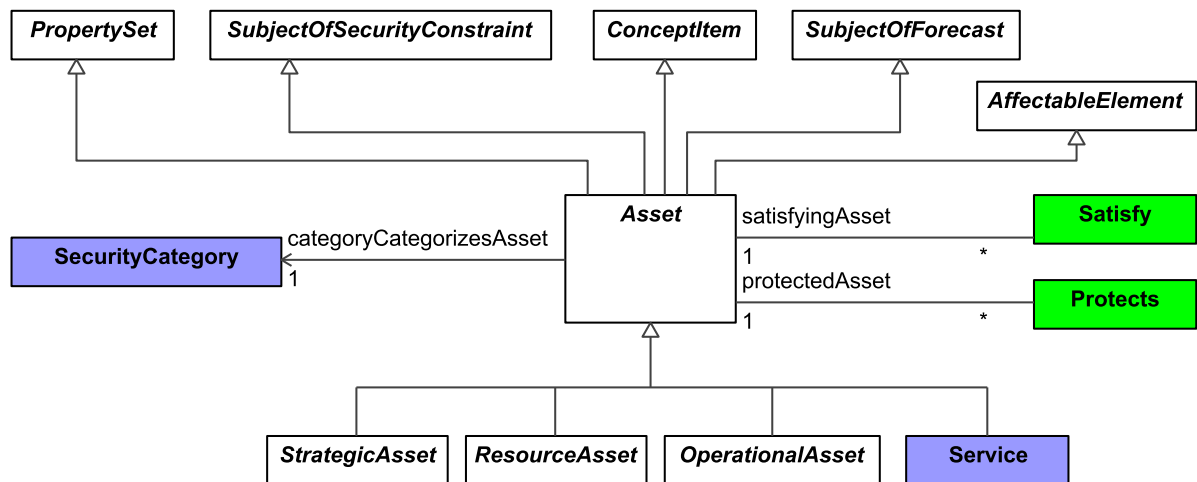 PropertySet
SubjectOfSecurityConstraint
ConceptItem
SubjectOfForecast
AffectableElement
Asset
satisfyingAsset
Satisfy
1
*
categoryCategorizesAsset
SecurityCategory
1
protectedAsset
Protects
1
*
StrategicAsset
ResourceAsset
OperationalAsset
Service